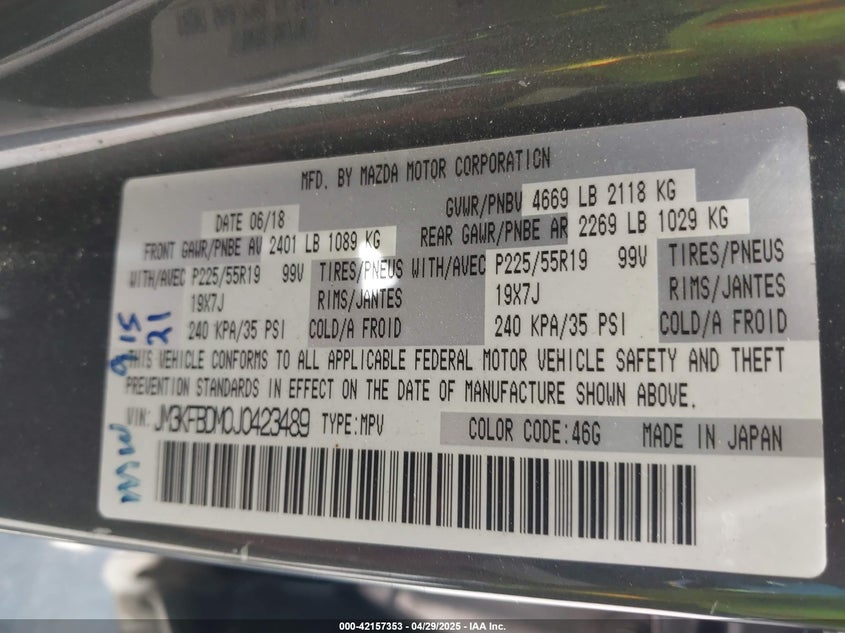 MFD. BY MAZDA MOTOR CORPORATION
DATE 06/18 GVWR/PNBV 4669 LB 2118 KG
FRONT GAWR/PNBE AV 2401 LB 1089 KG REAR GAWR/PNBE AR 2269 LB 1029 KG
WITH/AVEC P225/55R19 99V TIRES/PNEUS WITH/AVEC P225/55R19 99V TIRES/PNEUS
19X7J RIMS/JANTES 19X7J RIMS/JANTES
240 KPA/35 PSI COLD/A FROID 240 KPA/35 PSI COLD/A FROID
THIS VEHICLE CONFORMS TO ALL APPLICABLE FEDERAL MOTOR VEHICLE SAFETY AND THEFT
PREVENTION STANDARDS IN EFFECT ON THE DATE OF MANUFACTURE SHOWN ABOVE.
VIN: JM3KFBDM0J0423489 TYPE:MPV COLOR CODE:46G MADE IN JAPAN
21
000-42157353 - 04/29/2025 - IAA Inc.